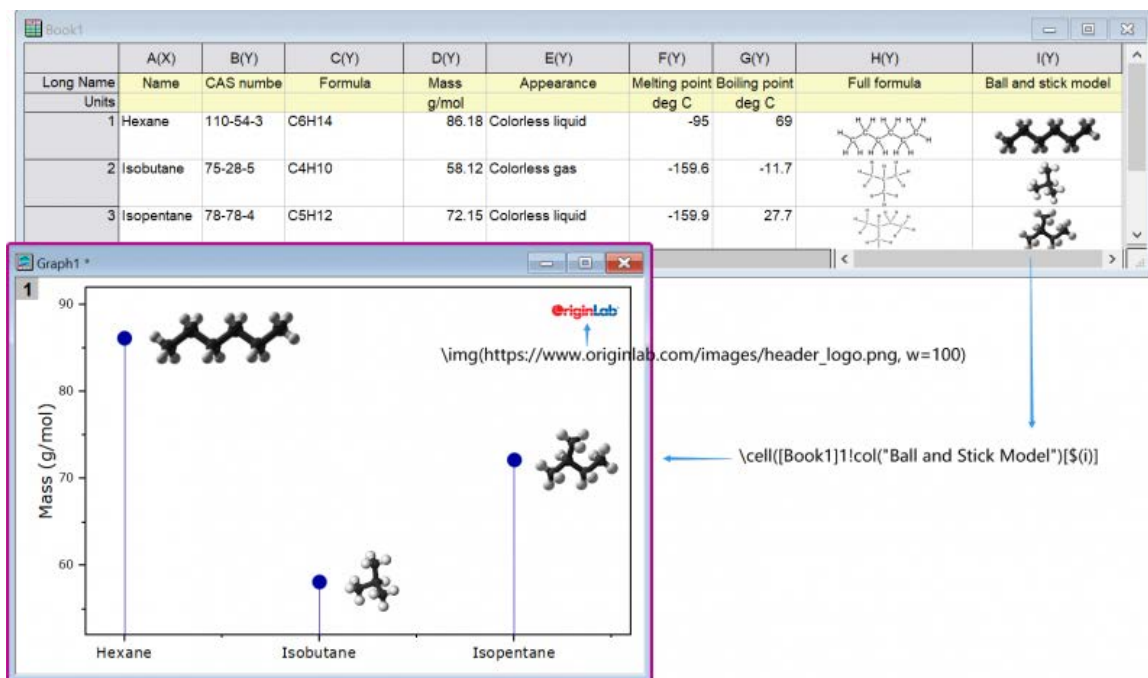 Book1
A(X) B(Y) C(Y) D(Y) E(Y) F(Y) G(Y) H(Y) I(Y)
Long Name Name CAS numbe Formula Mass Appearance Melting point Boiling point Full formula Ball and stick model
Units g/mol deg C deg C
1 Hexane 110-54-3 C6H14 86.18 Colorless liquid -95 69
2 Isobutane 75-28-5 C4H10 58.12 Colorless gas -159.6 -11.7
3 Isopentane 78-78-4 C5H12 72.15 Colorless liquid -159.9 27.7
Graph1 *
1
90
OriginLab
\img(https://www.originlab.com/images/header_logo.png, w=100)
80
\cell([Book1]1!col("Ball and Stick Model")[$(i)]
70
60
Mass (g/mol)
Hexane Isobutane Isopentane